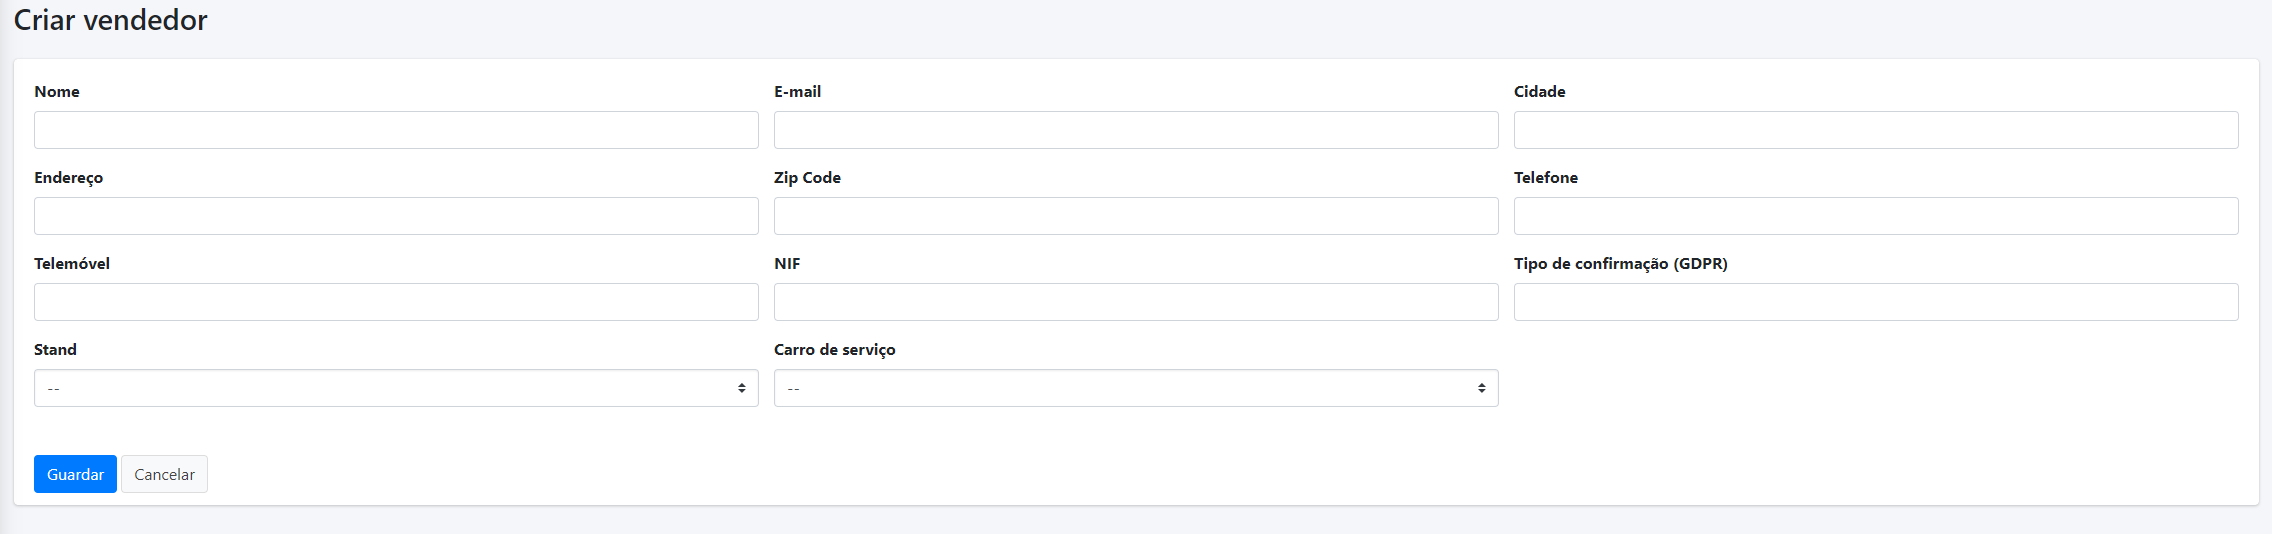 Criar vendedor
Nome E-mail Cidade
Endereço Zip Code Telefone
Telemóvel NIF Tipo de confirmação (GDPR)
Stand Carro de serviço
-- --
Guardar Cancelar